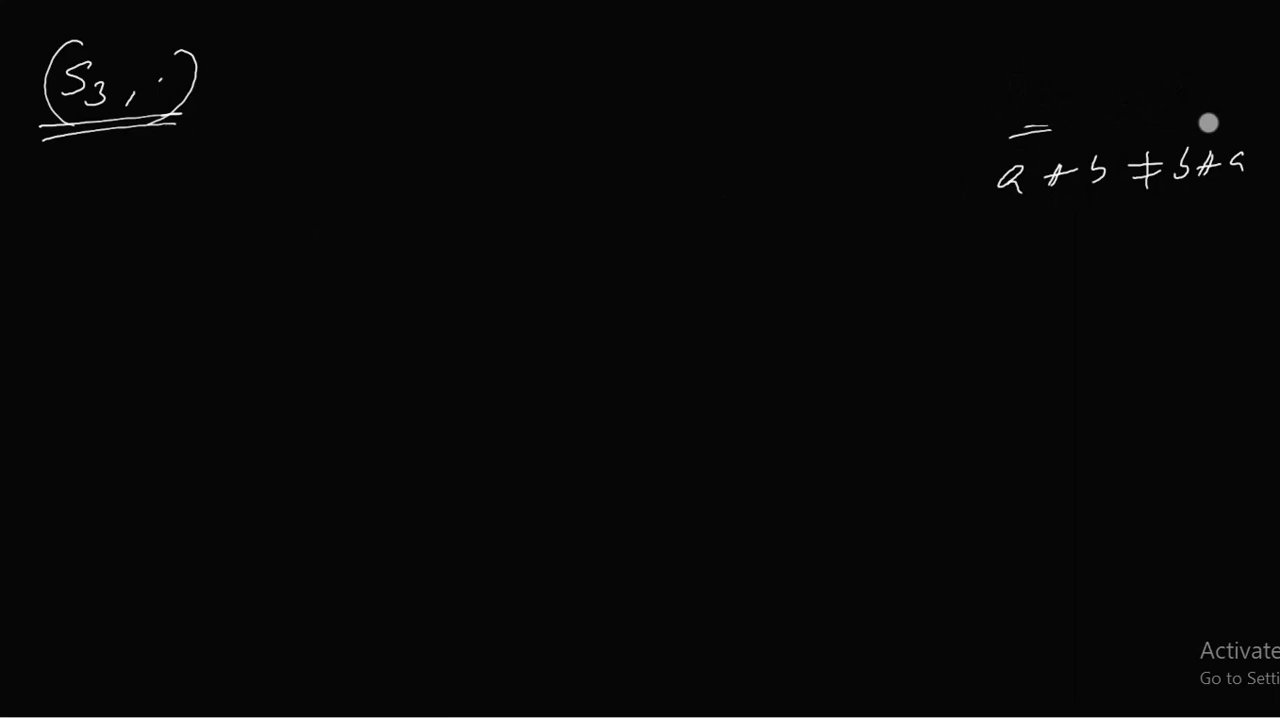 (S₃, ·)
=
a * b ≠ b * a
Activate
Go to Setti